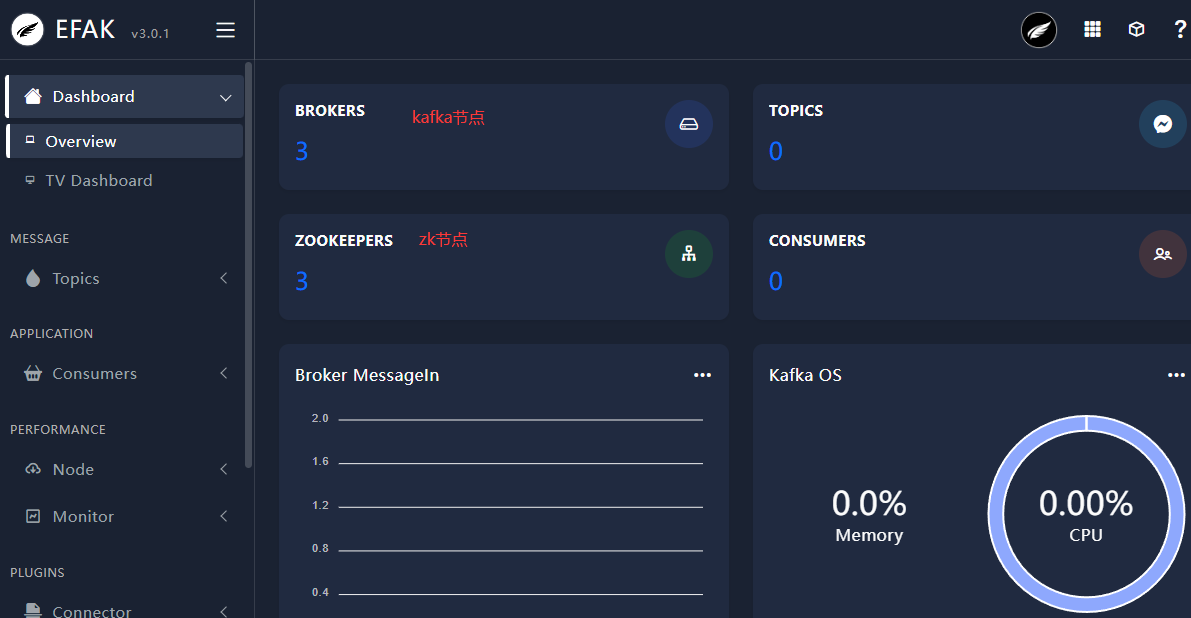 EFAK v3.0.1
Dashboard
Overview
TV Dashboard
MESSAGE
Topics
APPLICATION
Consumers
PERFORMANCE
Node
Monitor
PLUGINS
Connector
?
BROKERS kafka节点
3
TOPICS
0
ZOOKEEPERS zk节点
3
CONSUMERS
0
Broker MessageIn
2.0
1.6
1.2
0.8
0.4
Kafka OS
0.0%
Memory
0.00%
CPU